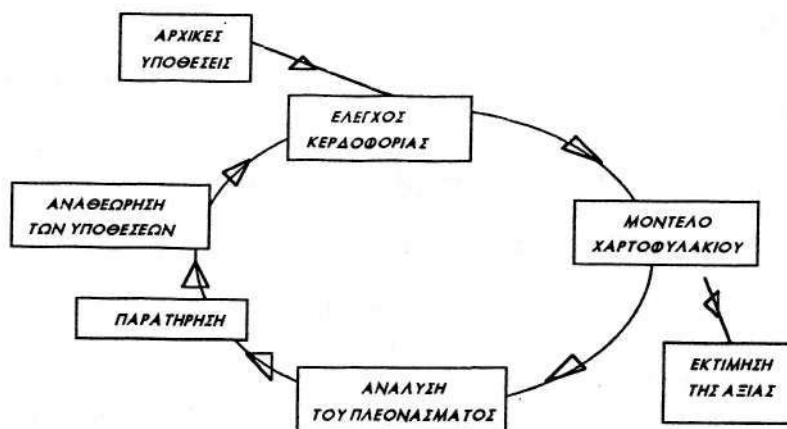 ΑΡΧΙΚΕΣ
ΥΠΟΘΕΣΕΙΣ
ΕΛΕΓΧΟΣ
ΚΕΡΔΟΦΟΡΙΑΣ
ΑΝΑΘΕΩΡΗΣΗ
ΤΩΝ ΥΠΟΘΕΣΕΩΝ
ΜΟΝΤΕΛΟ
ΧΑΡΤΟΦΥΛΑΚΙΟΥ
ΠΑΡΑΤΗΡΗΣΗ
ΕΚΤΙΜΗΣΗ
ΤΗΣ ΑΞΙΑΣ
ΑΝΑΛΥΣΗ
ΤΟΥ ΠΛΕΟΝΑΣΜΑΤΟΣ